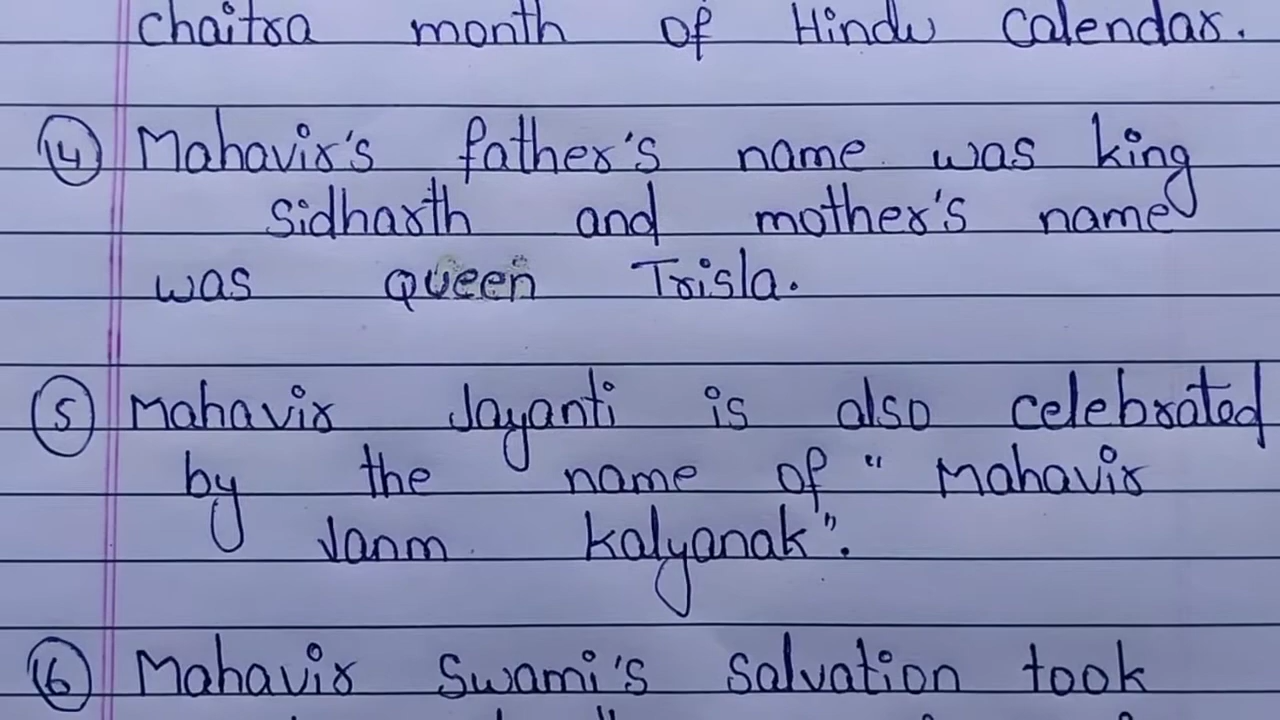 chaitra month of Hindu Calendar.
4 Mahavir's father's name was king
Sidharth and mother's name
was queen Trisla.
5 Mahavir Jayanti is also celebrated
by the name of "Mahavir
Janm Kalyanak".
6 Mahavir Swami's Salvation took